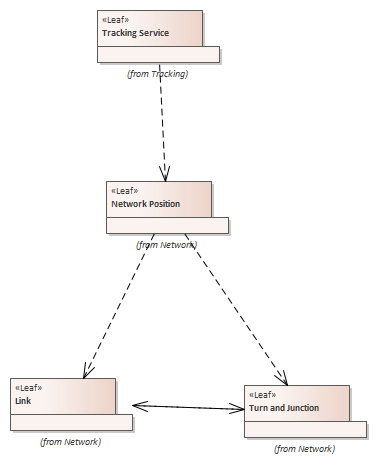 «Leaf»
Tracking Service
(from Tracking)
«Leaf»
Network Position
(from Network)
«Leaf»
Link
(from Network)
«Leaf»
Turn and Junction
(from Network)